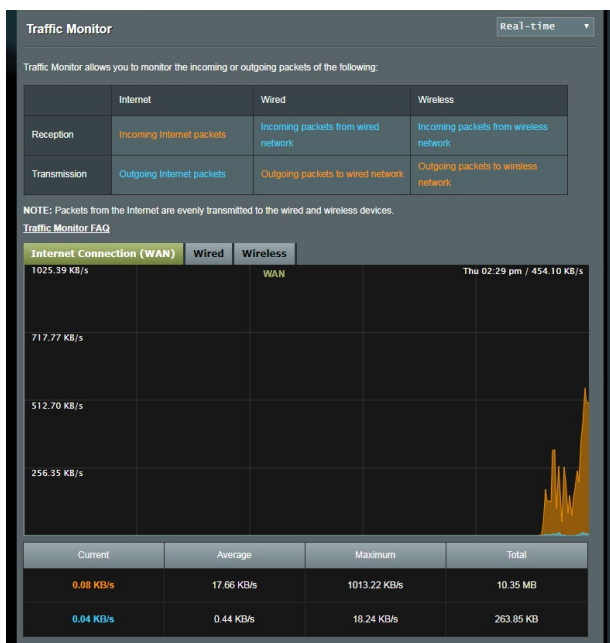 Traffic Monitor
Real-time
Traffic Monitor allows you to monitor the incoming or outgoing packets of the following:
Internet Wired Wireless
Reception Incoming Internet packets Incoming packets from wired network Incoming packets from wireless network
Transmission Outgoing Internet packets Outgoing packets to wired network Outgoing packets to wireless network
NOTE: Packets from the Internet are evenly transmitted to the wired and wireless devices.
Traffic Monitor FAQ
Internet Connection (WAN) Wired Wireless
1025.39 KB/s WAN Thu 02:29 pm / 454.10 KB/s
717.77 KB/s
512.70 KB/s
256.35 KB/s
Current Average Maximum Total
0.08 KB/s 17.66 KB/s 1013.22 KB/s 10.35 MB
0.04 KB/s 0.44 KB/s 18.24 KB/s 263.85 KB